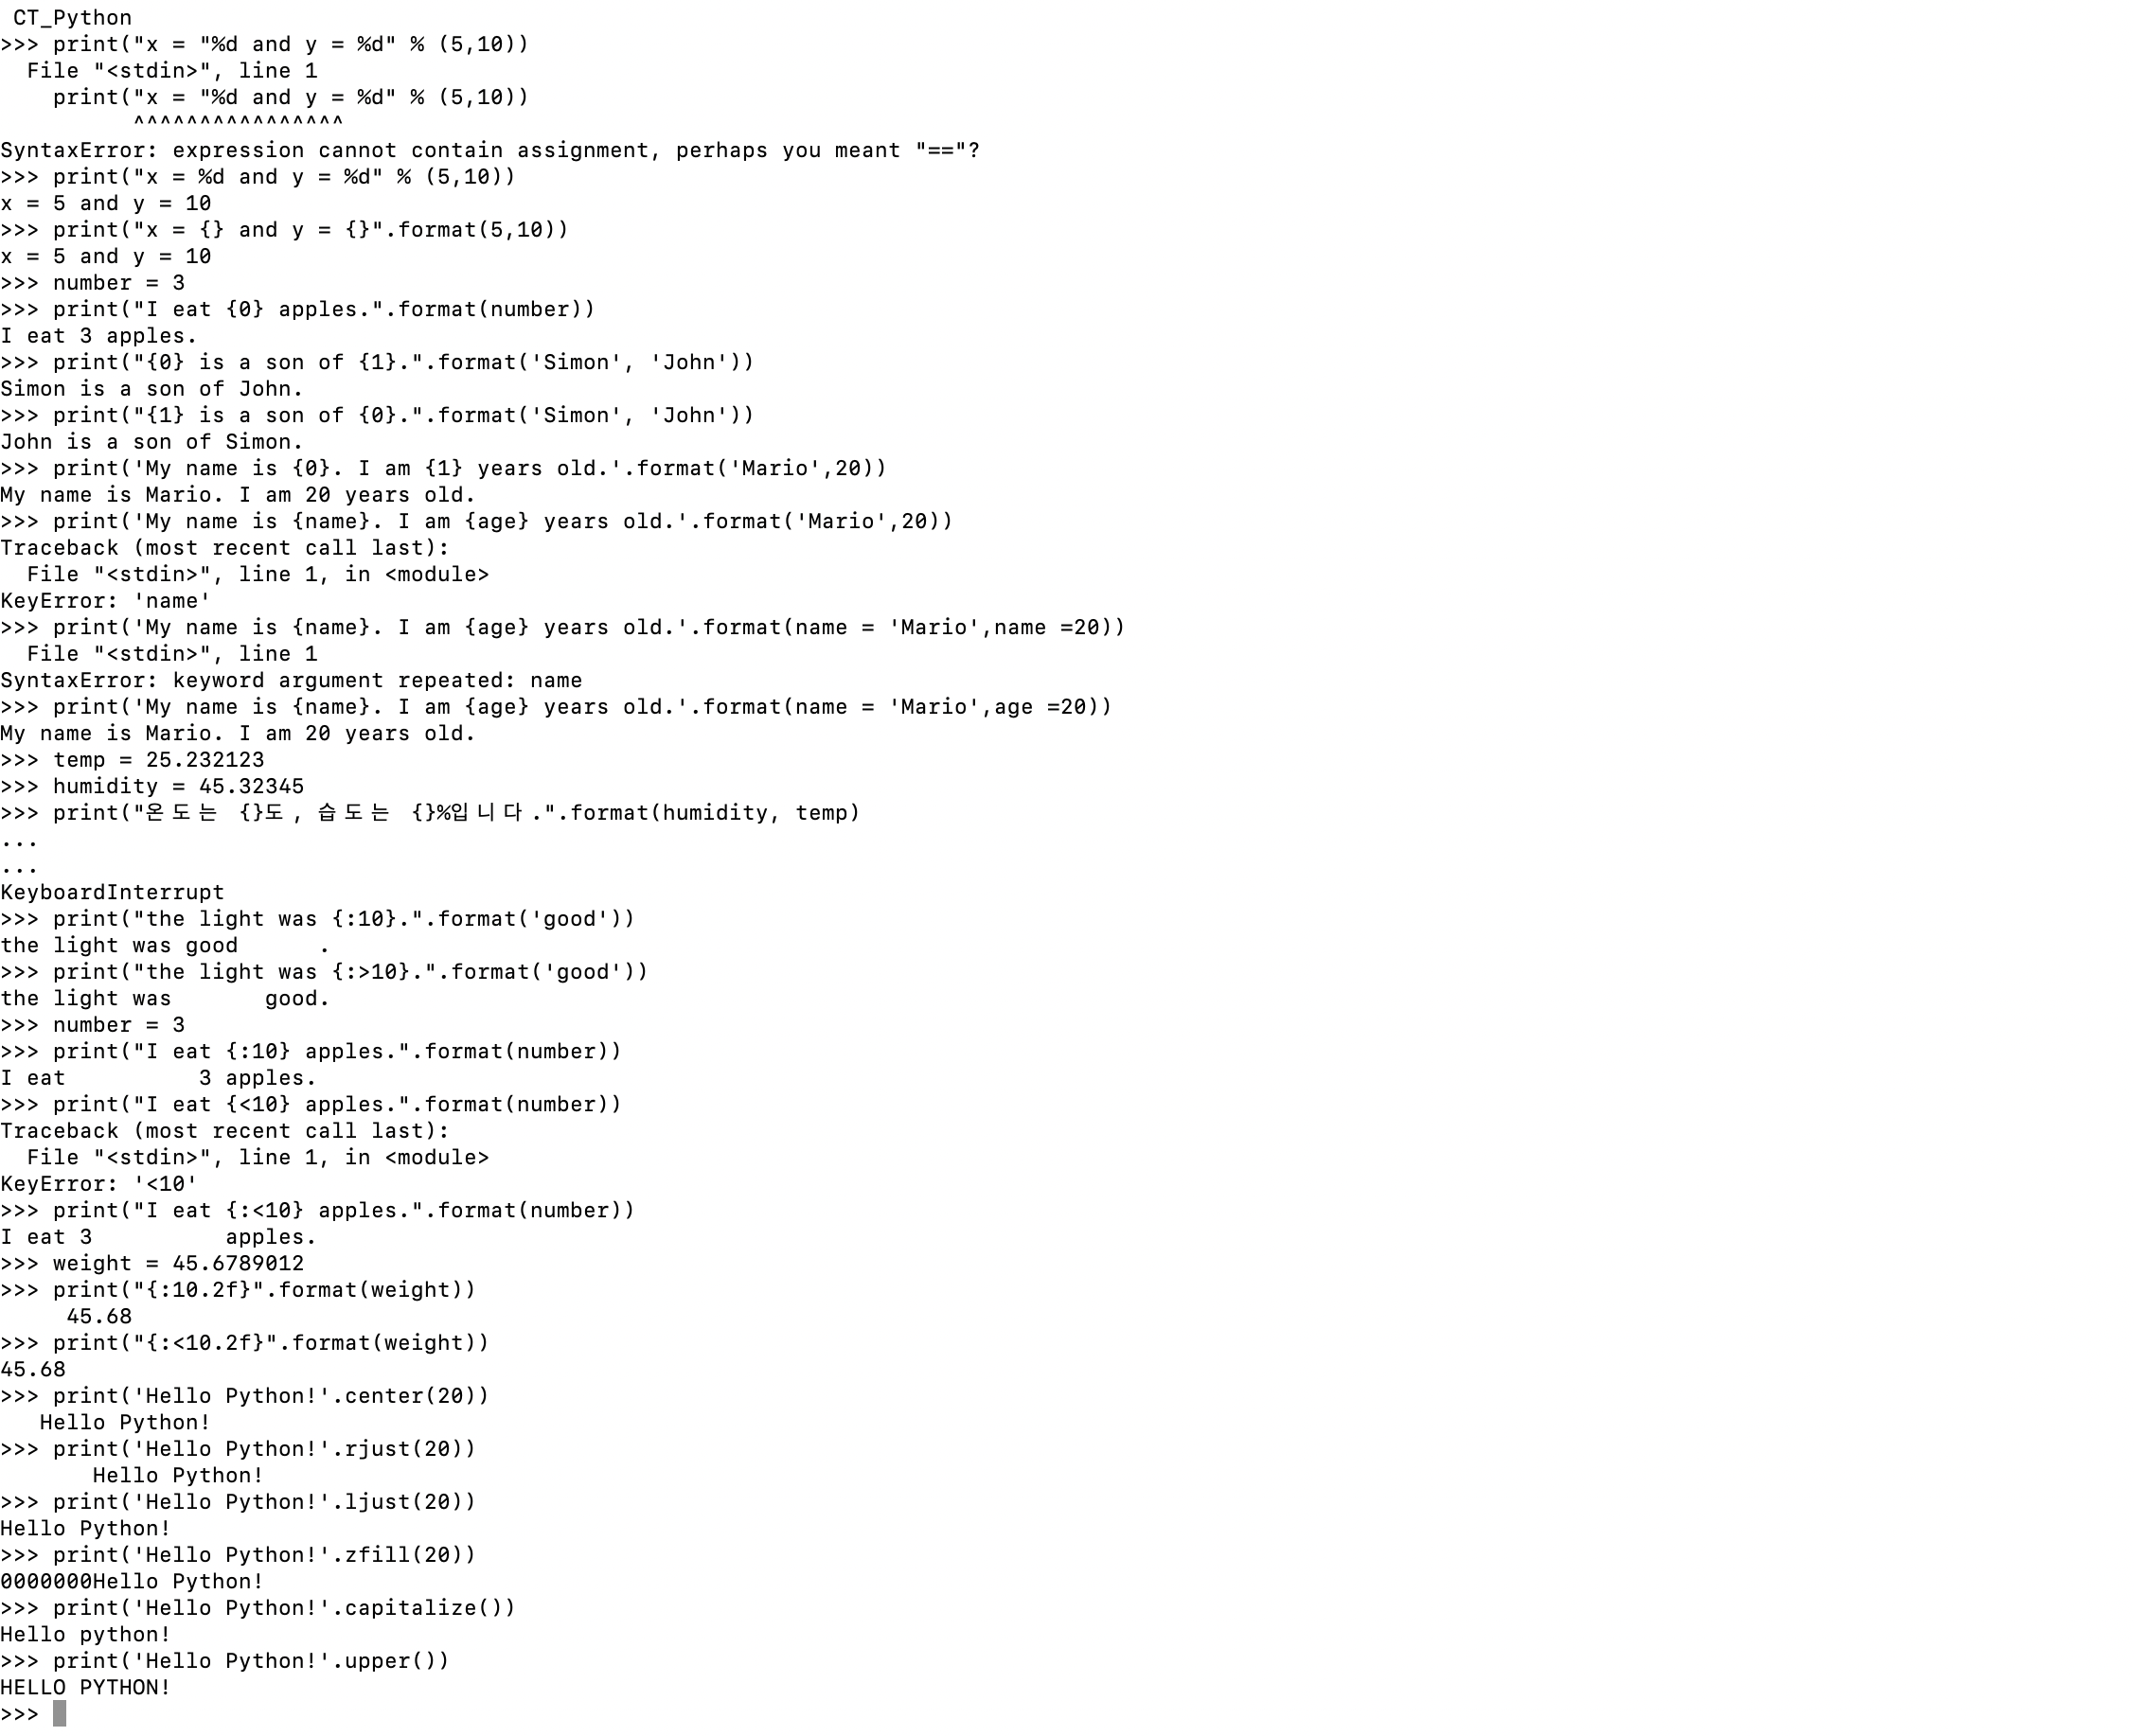 CT_Python
>>> print("x = "%d and y = %d" % (5,10))
  File "<stdin>", line 1
    print("x = "%d and y = %d" % (5,10))
          ^^^^^^^^^^^^^^^^
SyntaxError: expression cannot contain assignment, perhaps you meant "=="?
>>> print("x = %d and y = %d" % (5,10))
x = 5 and y = 10
>>> print("x = {} and y = {}".format(5,10))
x = 5 and y = 10
>>> number = 3
>>> print("I eat {0} apples.".format(number))
I eat 3 apples.
>>> print("{0} is a son of {1}.".format('Simon', 'John'))
Simon is a son of John.
>>> print("{1} is a son of {0}.".format('Simon', 'John'))
John is a son of Simon.
>>> print('My name is {0}. I am {1} years old.'.format('Mario',20))
My name is Mario. I am 20 years old.
>>> print('My name is {name}. I am {age} years old.'.format('Mario',20))
Traceback (most recent call last):
  File "<stdin>", line 1, in <module>
KeyError: 'name'
>>> print('My name is {name}. I am {age} years old.'.format(name = 'Mario',name =20))
  File "<stdin>", line 1
SyntaxError: keyword argument repeated: name
>>> print('My name is {name}. I am {age} years old.'.format(name = 'Mario',age =20))
My name is Mario. I am 20 years old.
>>> temp = 25.232123
>>> humidity = 45.32345
>>> print("온도는 {}도, 습도는 {}%입니다.".format(humidity, temp)
...
...
KeyboardInterrupt
>>> print("the light was {:10}.".format('good'))
the light was good      .
>>> print("the light was {:>10}.".format('good'))
the light was       good.
>>> number = 3
>>> print("I eat {:10} apples.".format(number))
I eat          3 apples.
>>> print("I eat {<10} apples.".format(number))
Traceback (most recent call last):
  File "<stdin>", line 1, in <module>
KeyError: '<10'
>>> print("I eat {:<10} apples.".format(number))
I eat 3          apples.
>>> weight = 45.6789012
>>> print("{:10.2f}".format(weight))
     45.68
>>> print("{:<10.2f}".format(weight))
45.68
>>> print('Hello Python!'.center(20))
   Hello Python!
>>> print('Hello Python!'.rjust(20))
       Hello Python!
>>> print('Hello Python!'.ljust(20))
Hello Python!
>>> print('Hello Python!'.zfill(20))
0000000Hello Python!
>>> print('Hello Python!'.capitalize())
Hello python!
>>> print('Hello Python!'.upper())
HELLO PYTHON!
>>>